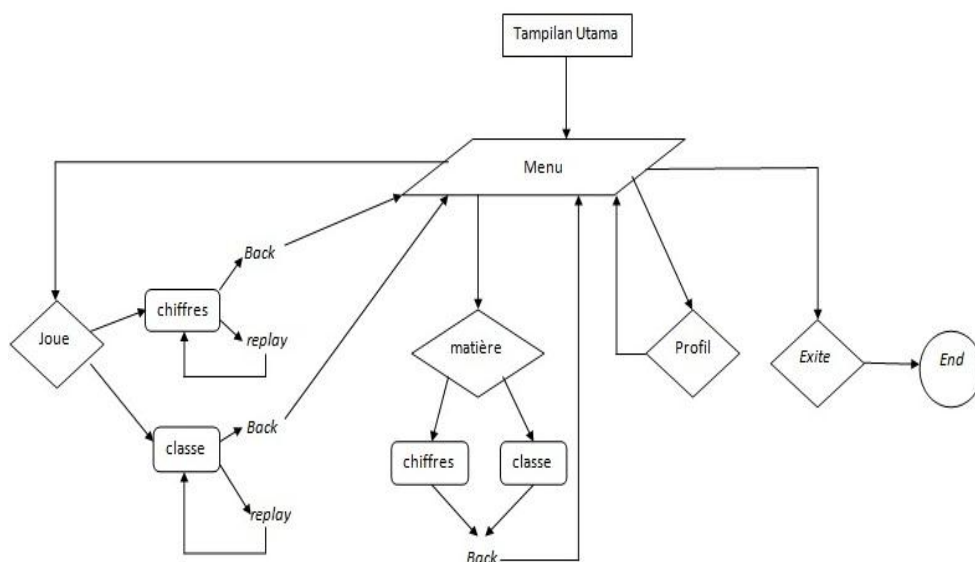 Tampilan Utama
Menu
Back
chiffres
replay
Joue
matière
Profil
Exite
End
Back
classe
replay
chiffres
classe
Back